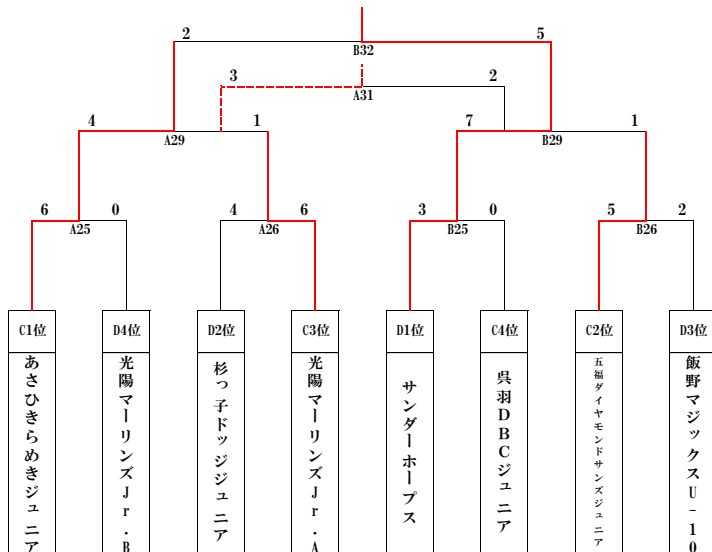 2 5
B32
3 2
A31
4 1 7 1
A29 B29
6 0 4 6 3 0 5 2
A25 A26 B25 B26
C1位 D4位 D2位 C3位 D1位 C4位 C2位 D3位
あさひきらめきジュニア
光陽マーリンズJr.B
杉っ子ドッジジュニア
光陽マーリンズJr.A
サンダーホープス
呉羽DBCジュニア
五福ダイヤモンドサンズジュニア
飯野マジックスU-10